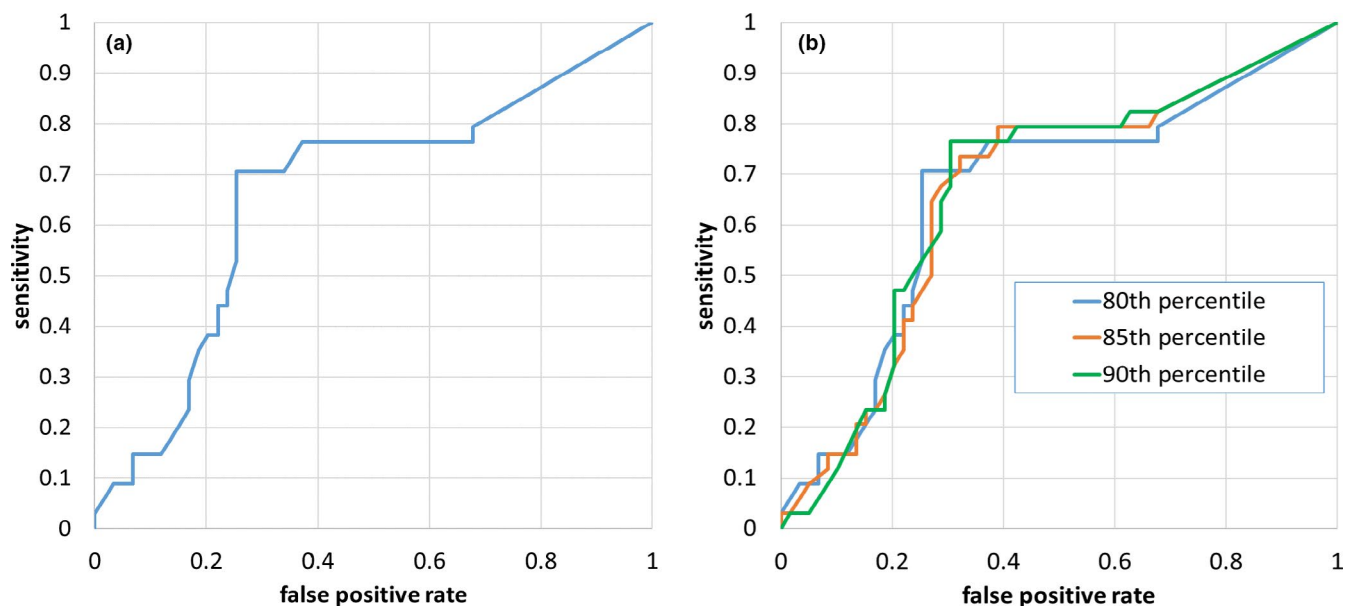 (a)
1
0.9
0.8
0.7
0.6
0.5
0.4
0.3
0.2
0.1
0
sensitivity
0 0.2 0.4 0.6 0.8 1
false positive rate
(b)
1
0.9
0.8
0.7
0.6
0.5
0.4
0.3
0.2
0.1
0
sensitivity
80th percentile
85th percentile
90th percentile
0 0.2 0.4 0.6 0.8 1
false positive rate